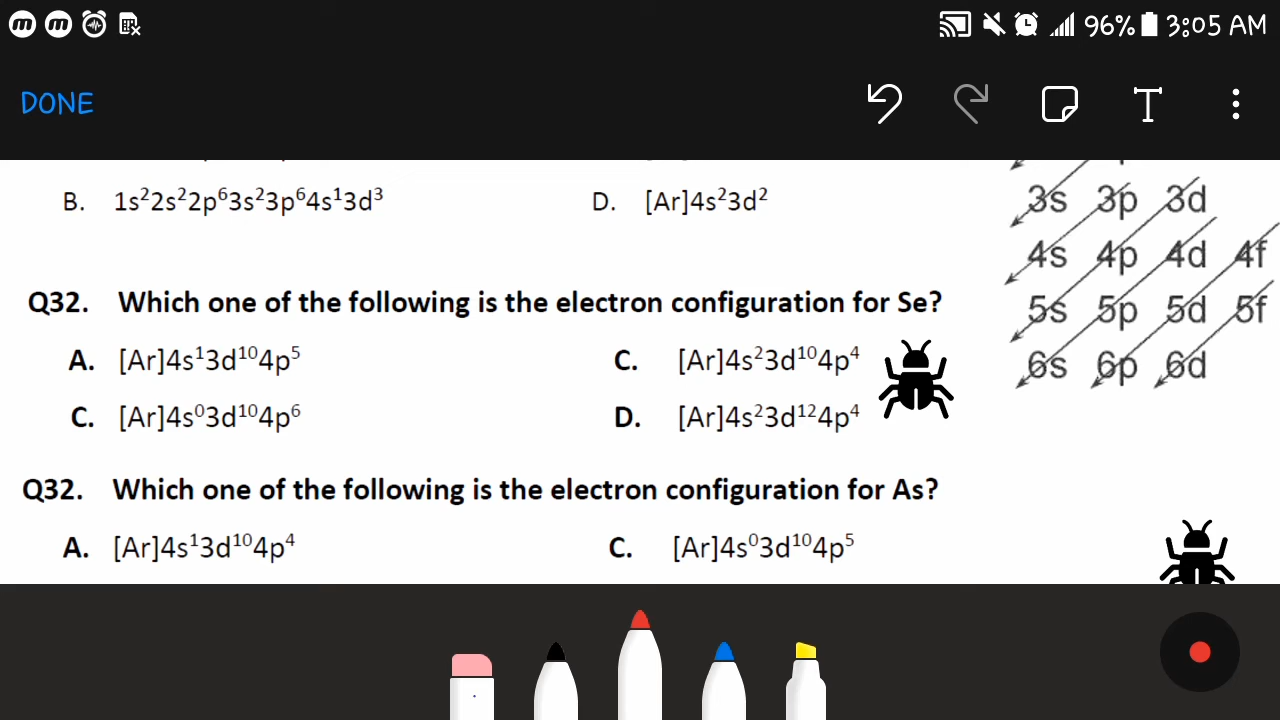 96% 3:05 AM
DONE
T
B. 1s²2s²2p⁶3s²3p⁶4s¹3d³ D. [Ar]4s²3d²
3s 3p 3d
4s 4p 4d 4f
5s 5p 5d 5f
6s 6p 6d
Q32. Which one of the following is the electron configuration for Se?
A. [Ar]4s¹3d¹⁰4p⁵ C. [Ar]4s²3d¹⁰4p⁴
C. [Ar]4s⁰3d¹⁰4p⁶ D. [Ar]4s²3d¹²4p⁴
Q32. Which one of the following is the electron configuration for As?
A. [Ar]4s¹3d¹⁰4p⁴ C. [Ar]4s⁰3d¹⁰4p⁵